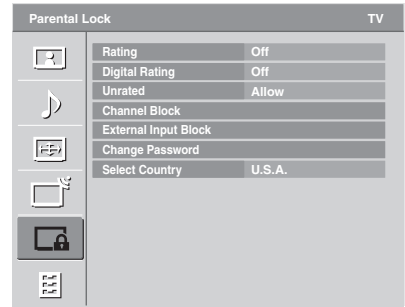 Parental Lock TV
Rating Off
Digital Rating Off
Unrated Allow
Channel Block
External Input Block
Change Password
Select Country U.S.A.